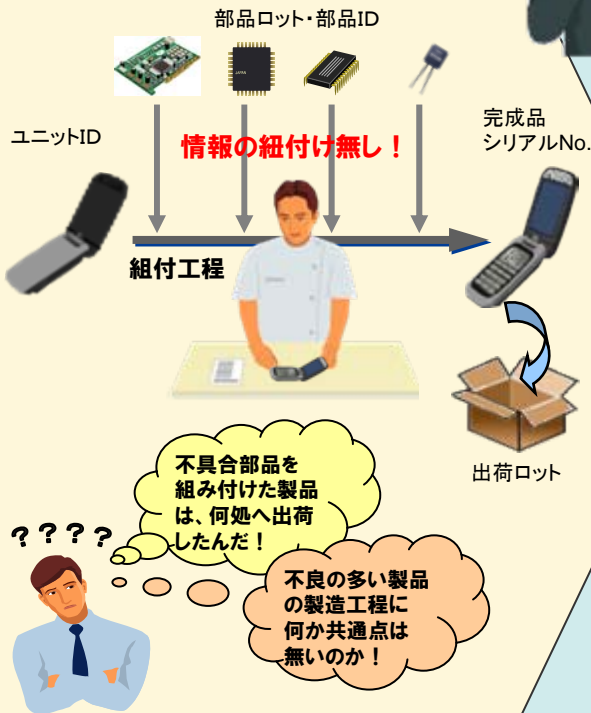 部品ロット・部品ID
ユニットID
情報の紐付け無し！
完成品
シリアルNo.
組付工程
出荷ロット
不具合部品を
組み付けた製品
は、何処へ出荷
したんだ！
？？？？
不良の多い製品
の製造工程に
何か共通点は
無いのか！